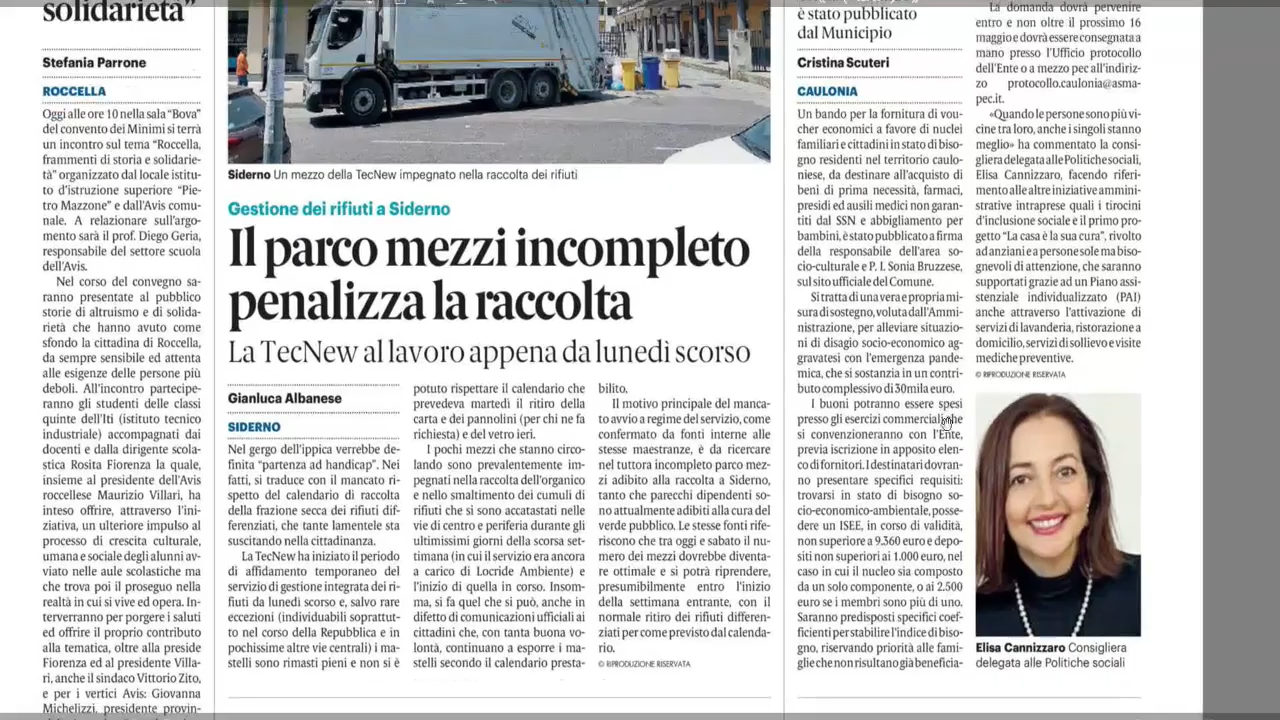 solidarietà"
Stefania Parrone
ROCCELLA
Oggi alle ore 10 nella sala “Bova”
del convento dei Minimi si terrà
un incontro sul tema “Roccella,
frammenti di storia e solidarie-
tà” organizzato dal locale istitu-
to d'istruzione superiore “Pie-
tro Mazzone” e dall'Avis comu-
nale. A relazionare sull'argo-
mento sarà il prof. Diego Geria,
responsabile del settore scuola
dell'Avis.
Nel corso del convegno sa-
ranno presentate al pubblico
storie di altruismo e di solida-
rietà che hanno avuto come
sfondo la cittadina di Roccella,
da sempre sensibile ed attenta
alle esigenze delle persone più
deboli. All'incontro partecipe-
ranno gli studenti delle classi
quinte dell'Iti (istituto tecnico
industriale) accompagnati dai
docenti e dalla dirigente scola-
stica Rosita Fiorenza la quale,
insieme al presidente dell'Avis
roccellese Maurizio Villari, ha
inteso offrire, attraverso l'ini-
ziativa, un ulteriore impulso al
processo di crescita culturale,
umana e sociale degli alunni av-
viato nelle aule scolastiche ma
che trova poi il proseguo nella
realtà in cui si vive ed opera. In-
terverranno per porgere i saluti
ed offrire il proprio contributo
alla tematica, oltre alla preside
Fiorenza ed al presidente Villa-
ri, anche il sindaco Vittorio Zito,
e per i vertici Avis: Giovanna
Michelizzi, presidente provin-
Siderno Un mezzo della TecNew impegnato nella raccolta dei rifiuti
Gestione dei rifiuti a Siderno
Il parco mezzi incompleto
penalizza la raccolta
La TecNew al lavoro appena da lunedì scorso
Gianluca Albanese
SIDERNO
Nel gergo dell'ippica verrebbe de-
finita “partenza ad handicap”. Nei
fatti, si traduce con il mancato ri-
spetto del calendario di raccolta
della frazione secca dei rifiuti dif-
ferenziati, che tante lamentele sta
suscitando nella cittadinanza.
La TecNew ha iniziato il periodo
di affidamento temporaneo del
servizio di gestione integrata dei ri-
fiuti da lunedì scorso e, salvo rare
eccezioni (individuabili soprattut-
to nel corso della Repubblica e in
pochissime altre vie centrali) i ma-
stelli sono rimasti pieni e non si è
potuto rispettare il calendario che
prevedeva martedì il ritiro della
carta e dei pannolini (per chi ne fa
richiesta) e del vetro ieri.
I pochi mezzi che stanno circo-
lando sono prevalentemente im-
pegnati nella raccolta dell'organico
e nello smaltimento dei cumuli di
rifiuti che si sono accatastati nelle
vie di centro e periferia durante gli
ultimissimi giorni della scorsa set-
timana (in cui il servizio era ancora
a carico di Locride Ambiente) e
l'inizio di quella in corso. Insom-
ma, si fa quel che si può, anche in
difetto di comunicazioni ufficiali ai
cittadini che, con tanta buona vo-
lontà, continuano a esporre i ma-
stelli secondo il calendario presta-
bilito.
Il motivo principale del manca-
to avvio a regime del servizio, come
confermato da fonti interne alle
stesse maestranze, è da ricercare
nel tuttora incompleto parco mez-
zi adibito alla raccolta a Siderno,
tanto che parecchi dipendenti so-
no attualmente adibiti alla cura del
verde pubblico. Le stesse fonti rife-
riscono che tra oggi e sabato il nu-
mero dei mezzi dovrebbe diventa-
re ottimale e si potrà riprendere,
presumibilmente entro l'inizio
della settimana entrante, con il
normale ritiro dei rifiuti differen-
ziati per come previsto dal calenda-
rio.
© RIPRODUZIONE RISERVATA
è stato pubblicato
dal Municipio
Cristina Scuteri
CAULONIA
Un bando per la fornitura di vou-
cher economici a favore di nuclei
familiari e cittadini in stato di biso-
gno residenti nel territorio caulo-
niese, da destinare all'acquisto di
beni di prima necessità, farmaci,
presidi ed ausili medici non garan-
titi dal SSN e abbigliamento per
bambini, è stato pubblicato a firma
della responsabile dell'area so-
cio-culturale e P. I. Sonia Bruzzese,
sul sito ufficiale del Comune.
Si tratta di una vera e propria mi-
sura di sostegno, voluta dall'Ammi-
nistrazione, per alleviare situazio-
ni di disagio socio-economico ag-
gravatesi con l'emergenza pande-
mica, che si sostanzia in un contri-
buto complessivo di 30mila euro.
I buoni potranno essere spesi
presso gli esercizi commerciali che
si convenzioneranno con l'Ente,
previa iscrizione in apposito elen-
co di fornitori. I destinatari dovran-
no presentare specifici requisiti:
trovarsi in stato di bisogno so-
cio-economico-ambientale, posse-
dere un ISEE, in corso di validità,
non superiore a 9.360 euro e depo-
siti non superiori ai 1.000 euro, nel
caso in cui il nucleo sia composto
da un solo componente, o ai 2.500
euro se i membri sono più di uno.
Saranno predisposti specifici coef-
ficienti per stabilire l'indice di biso-
gno, riservando priorità alle fami-
glie che non risultano già beneficia-
La domanda dovrà pervenire
entro e non oltre il prossimo 16
maggio e dovrà essere consegnata a
mano presso l'Ufficio protocollo
dell'Ente o a mezzo pec all'indiriz-
zo protocollo.caulonia@asma-
pec.it.
«Quando le persone sono più vi-
cine tra loro, anche i singoli stanno
meglio» ha commentato la consi-
gliera delegata alle Politiche sociali,
Elisa Cannizzaro, facendo riferi-
mento alle altre iniziative ammini-
strative intraprese quali i tirocini
d'inclusione sociale e il primo pro-
getto “La casa è la sua cura”, rivolto
ad anziani e a persone sole ma biso-
gnevoli di attenzione, che saranno
supportati grazie ad un Piano assi-
stenziale individualizzato (PAI)
anche attraverso l'attivazione di
servizi di lavanderia, ristorazione a
domicilio, servizi di sollievo e visite
mediche preventive.
© RIPRODUZIONE RISERVATA
Elisa Cannizzaro Consigliera
delegata alle Politiche sociali